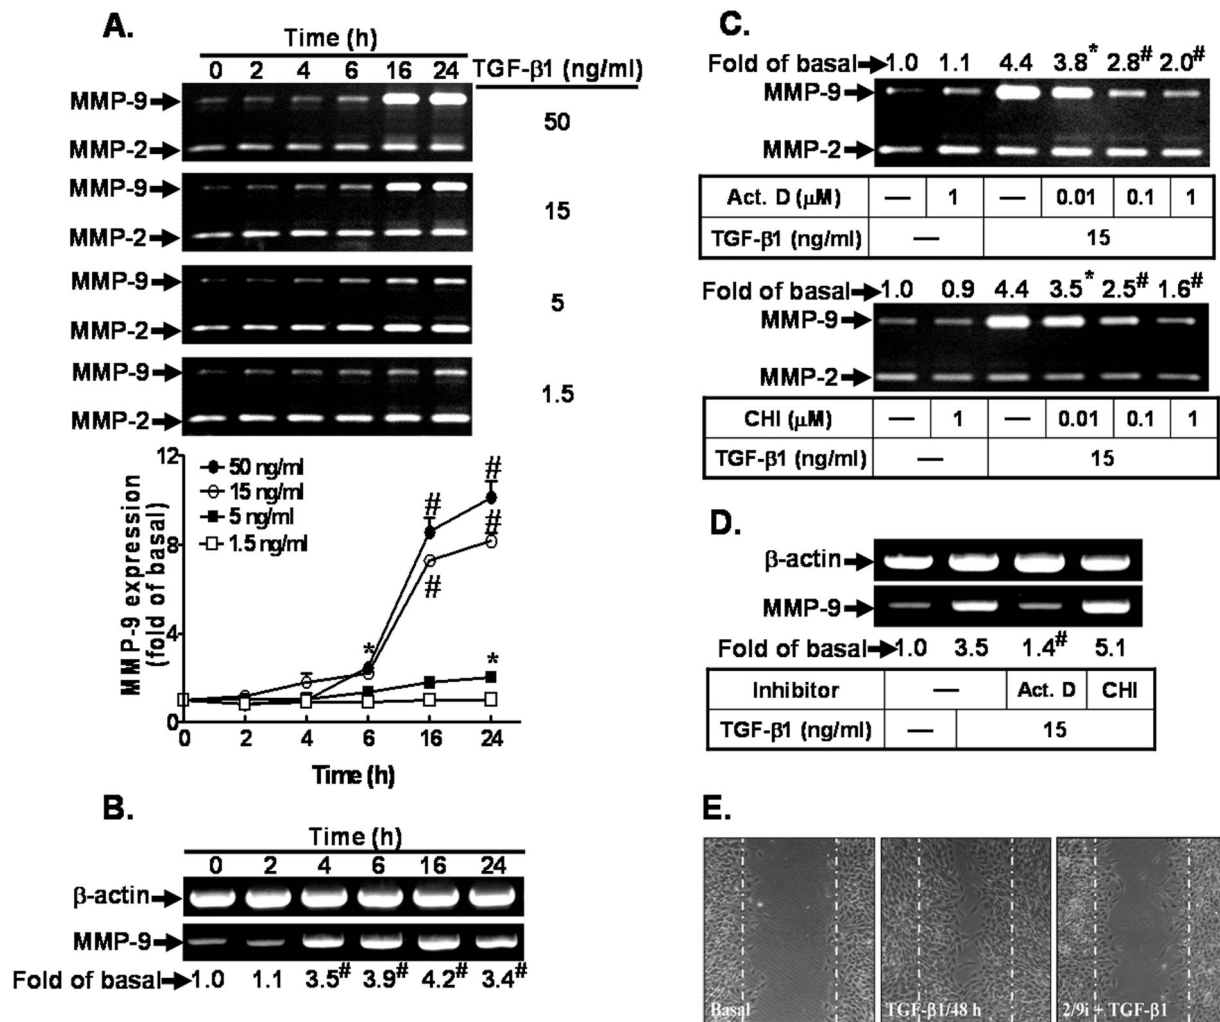 A.
Time (h)
0 2 4 6 16 24 TGF-β1 (ng/ml)
MMP-9
MMP-2
50
MMP-9
MMP-2
15
MMP-9
MMP-2
5
MMP-9
MMP-2
1.5
MMP-9 expression
(fold of basal)
12
8
4
0
50 ng/ml
15 ng/ml
5 ng/ml
1.5 ng/ml
# # # # * *
0 2 4 6 16 24
Time (h)
B.
Time (h)
0 2 4 6 16 24
β-actin
MMP-9
Fold of basal 1.0 1.1 3.5# 3.9# 4.2# 3.4#
C.
Fold of basal 1.0 1.1 4.4 3.8* 2.8# 2.0#
MMP-9
MMP-2
Act. D (μM) — 1 — 0.01 0.1 1
TGF-β1 (ng/ml) — 15
Fold of basal 1.0 0.9 4.4 3.5* 2.5# 1.6#
MMP-9
MMP-2
CHI (μM) — 1 — 0.01 0.1 1
TGF-β1 (ng/ml) — 15
D.
β-actin
MMP-9
Fold of basal 1.0 3.5 1.4# 5.1
Inhibitor — Act. D CHI
TGF-β1 (ng/ml) — 15
E.
Basal
TGF-β1/48 h
2/9i + TGF-β1